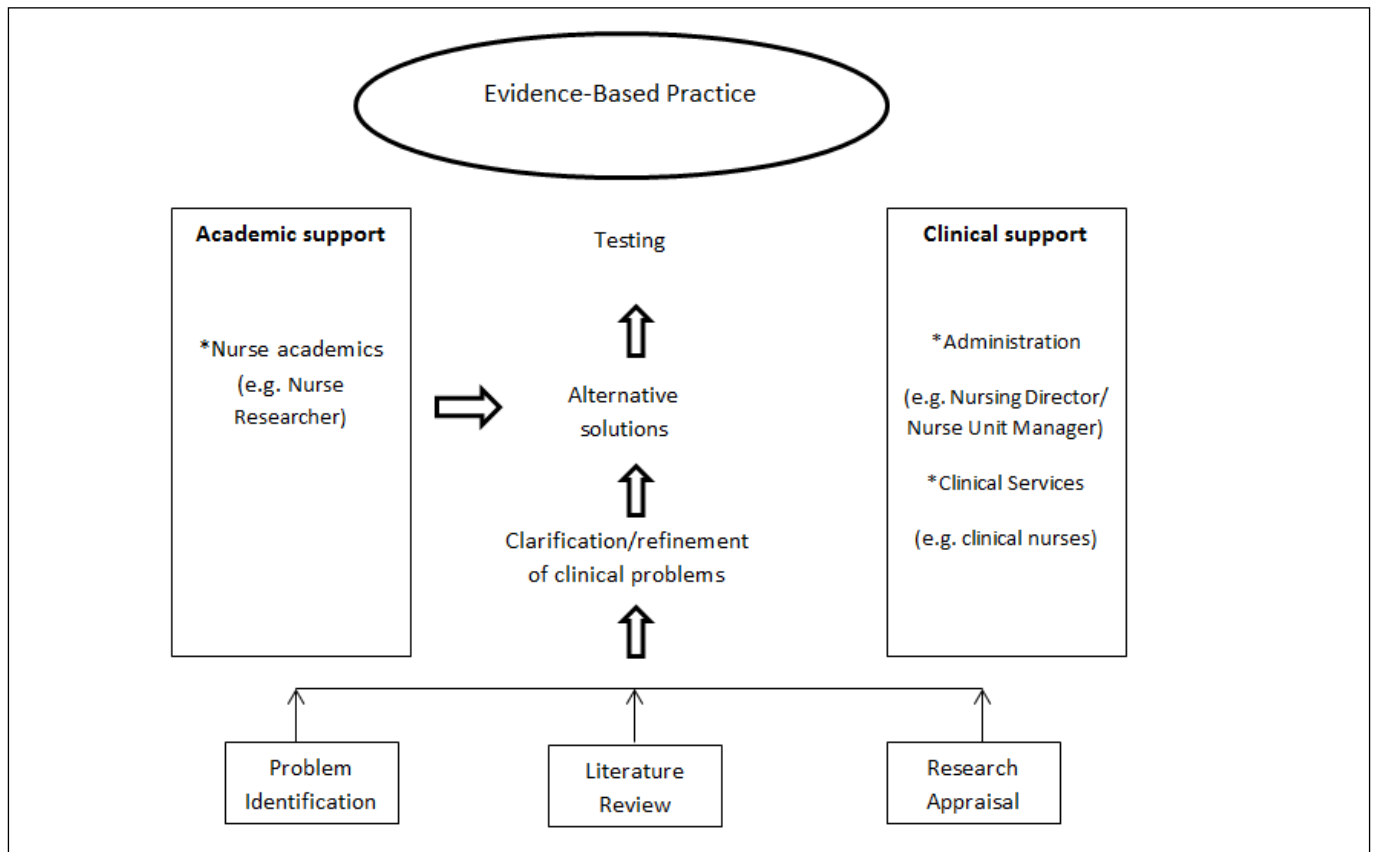 Evidence-Based Practice
Academic support
*Nurse academics
(e.g. Nurse
Researcher)
Testing
Alternative
solutions
Clarification/refinement
of clinical problems
Clinical support
*Administration
(e.g. Nursing Director/
Nurse Unit Manager)
*Clinical Services
(e.g. clinical nurses)
Problem
Identification
Literature
Review
Research
Appraisal